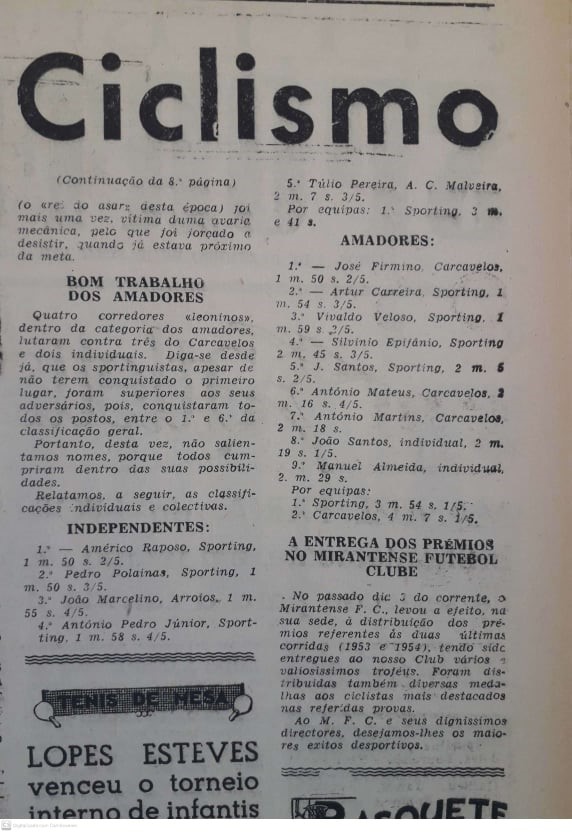 Ciclismo
(Continuação da 8.ª página)
(o «rei do asar» desta época) foi
mais uma vez, vítima duma avaria
mecânica, pelo que foi forçado a
desistir, quando já estava próximo
da meta.
BOM TRABALHO
DOS AMADORES
Quatro corredores «leoninos»,
dentro da categoria dos amadores,
lutaram contra três do Carcavelos
e dois individuais. Diga-se desde
já, que os sportinguistas, apesar de
não terem conquistado o primeiro
lugar, foram superiores aos seus
adversários, pois, conquistaram to-
dos os postos, entre o 1.º e 6.º da
classificação geral.
Portanto, desta vez, não salien-
tamos nomes, porque todos cum-
priram dentro das suas possibili-
dades.
Relatamos, a seguir, as classifi-
cações individuais e colectivas.
INDEPENDENTES:
1.º — Américo Raposo, Sporting,
1 m. 50 s. 2/5.
2.º Pedro Polainas, Sporting, 1
m. 50 s. 3/5.
3.º João Marcelino, Arroios, 1 m.
55 s. 4/5.
4.º António Pedro Júnior, Sport-
ting, 1 m. 58 s. 4/5.
TENIS DE MESA
LOPES ESTEVES
venceu o torneio
interno de infantis
5.º Túlio Pereira, A. C. Malveira,
2 m. 7 s. 3/5.
Por equipas: 1.º Sporting, 3 m.
e 41 s.
AMADORES:
1.º — José Firmino, Carcavelos,
1 m. 50 s. 2/5.
2.º — Artur Carreira, Sporting, 1
m. 54 s. 3/5.
3.º Vivaldo Veloso, Sporting, 1
m. 59 s. 2/5.
4.º — Silvínio Epifânio, Sporting
2 m. 45 s. 3/5.
5.º J. Santos, Sporting, 2 m. 5
s. 2/5.
6.º António Mateus, Carcavelos, 2
m. 16 s. 4/5.
7.º António Martins, Carcavelos,
2 m. 18 s.
8.º João Santos, individual, 2 m.
19 s. 1/5.
9.º Manuel Almeida, individual,
2. m. 29 s.
Por equipas:
1.º Sporting, 3 m. 54 s. 1/5.
2.º Carcavelos, 4 m. 7 s. 1/5.
A ENTREGA DOS PRÉMIOS
NO MIRANTENSE FUTEBOL
CLUBE
No passado dia 3 do corrente, o
Mirantense F. C., levou a efeito, na
sua sede, à distribuição dos pré-
mios referentes às duas últimas
corridas (1953 e 1954), tendo sido
entregues ao nosso Club vários e
valiosissimos troféus. Foram dis-
tribuídas também diversas meda-
lhas aos ciclistas mais destacados
nas referidas provas.
Ao M. F. C. e seus digníssimos
directores, desejamos-lhes os maio-
res exitos desportivos.
BASQUETE